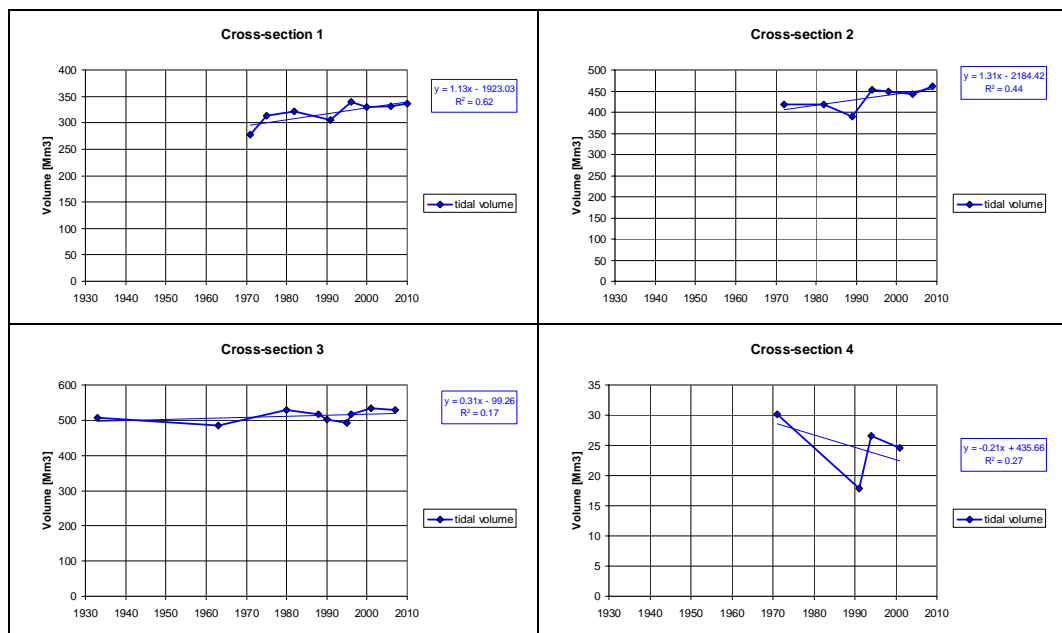 Cross-section 1
400
350
300
250
200
150
100
50
0
Volume [Mm3]
1930 1940 1950 1960 1970 1980 1990 2000 2010
y = 1.13x - 1923.03
R² = 0.62
tidal volume
Cross-section 2
500
450
400
350
300
250
200
150
100
50
0
Volume [Mm3]
1930 1940 1950 1960 1970 1980 1990 2000 2010
y = 1.31x - 2184.42
R² = 0.44
tidal volume
Cross-section 3
600
500
400
300
200
100
0
Volume [Mm3]
1930 1940 1950 1960 1970 1980 1990 2000 2010
y = 0.31x - 99.26
R² = 0.17
tidal volume
Cross-section 4
35
30
25
20
15
10
5
0
Volume [Mm3]
1930 1940 1950 1960 1970 1980 1990 2000 2010
y = -0.21x + 435.66
R² = 0.27
tidal volume